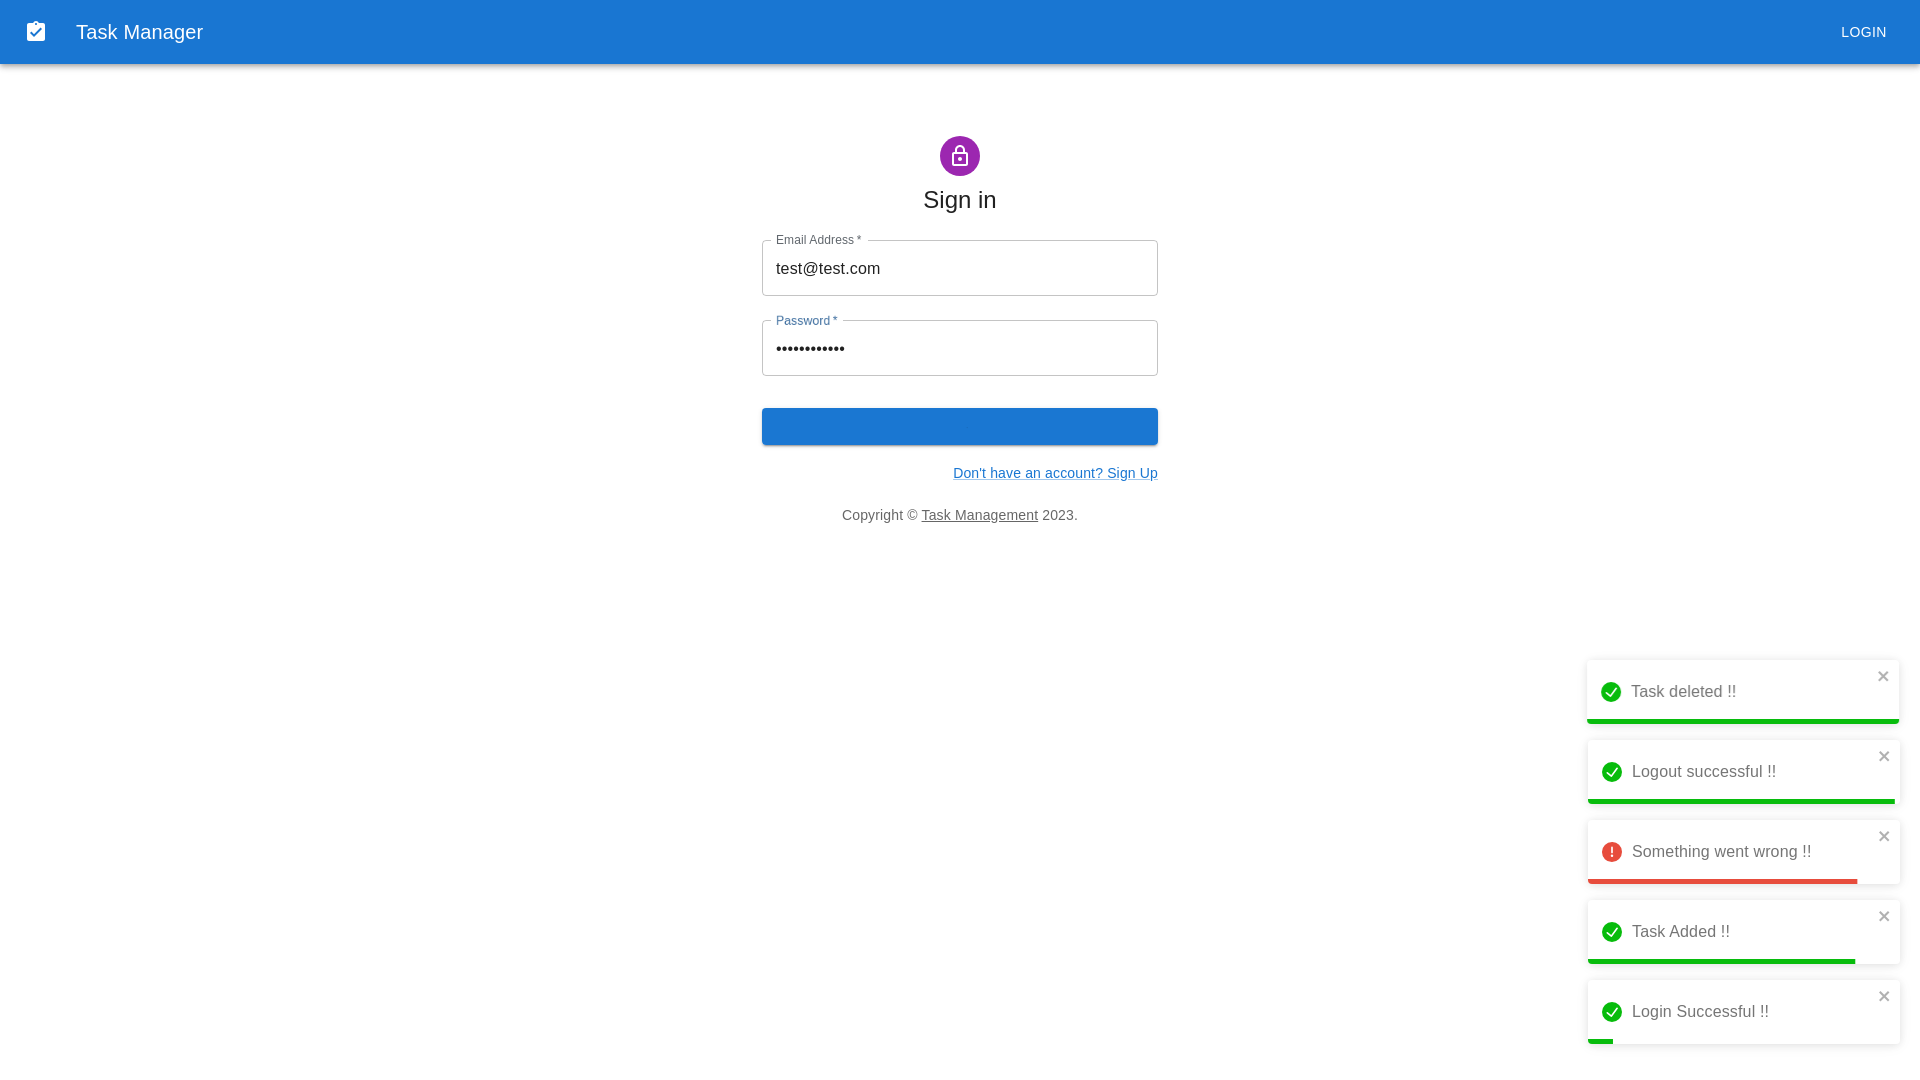 Task Manager
LOGIN
Sign in
Email Address *
test@test.com
Password *
••••••••••••
Don't have an account? Sign Up
Copyright © Task Management 2023.
Task deleted !!
Logout successful !!
Something went wrong !!
Task Added !!
Login Successful !!